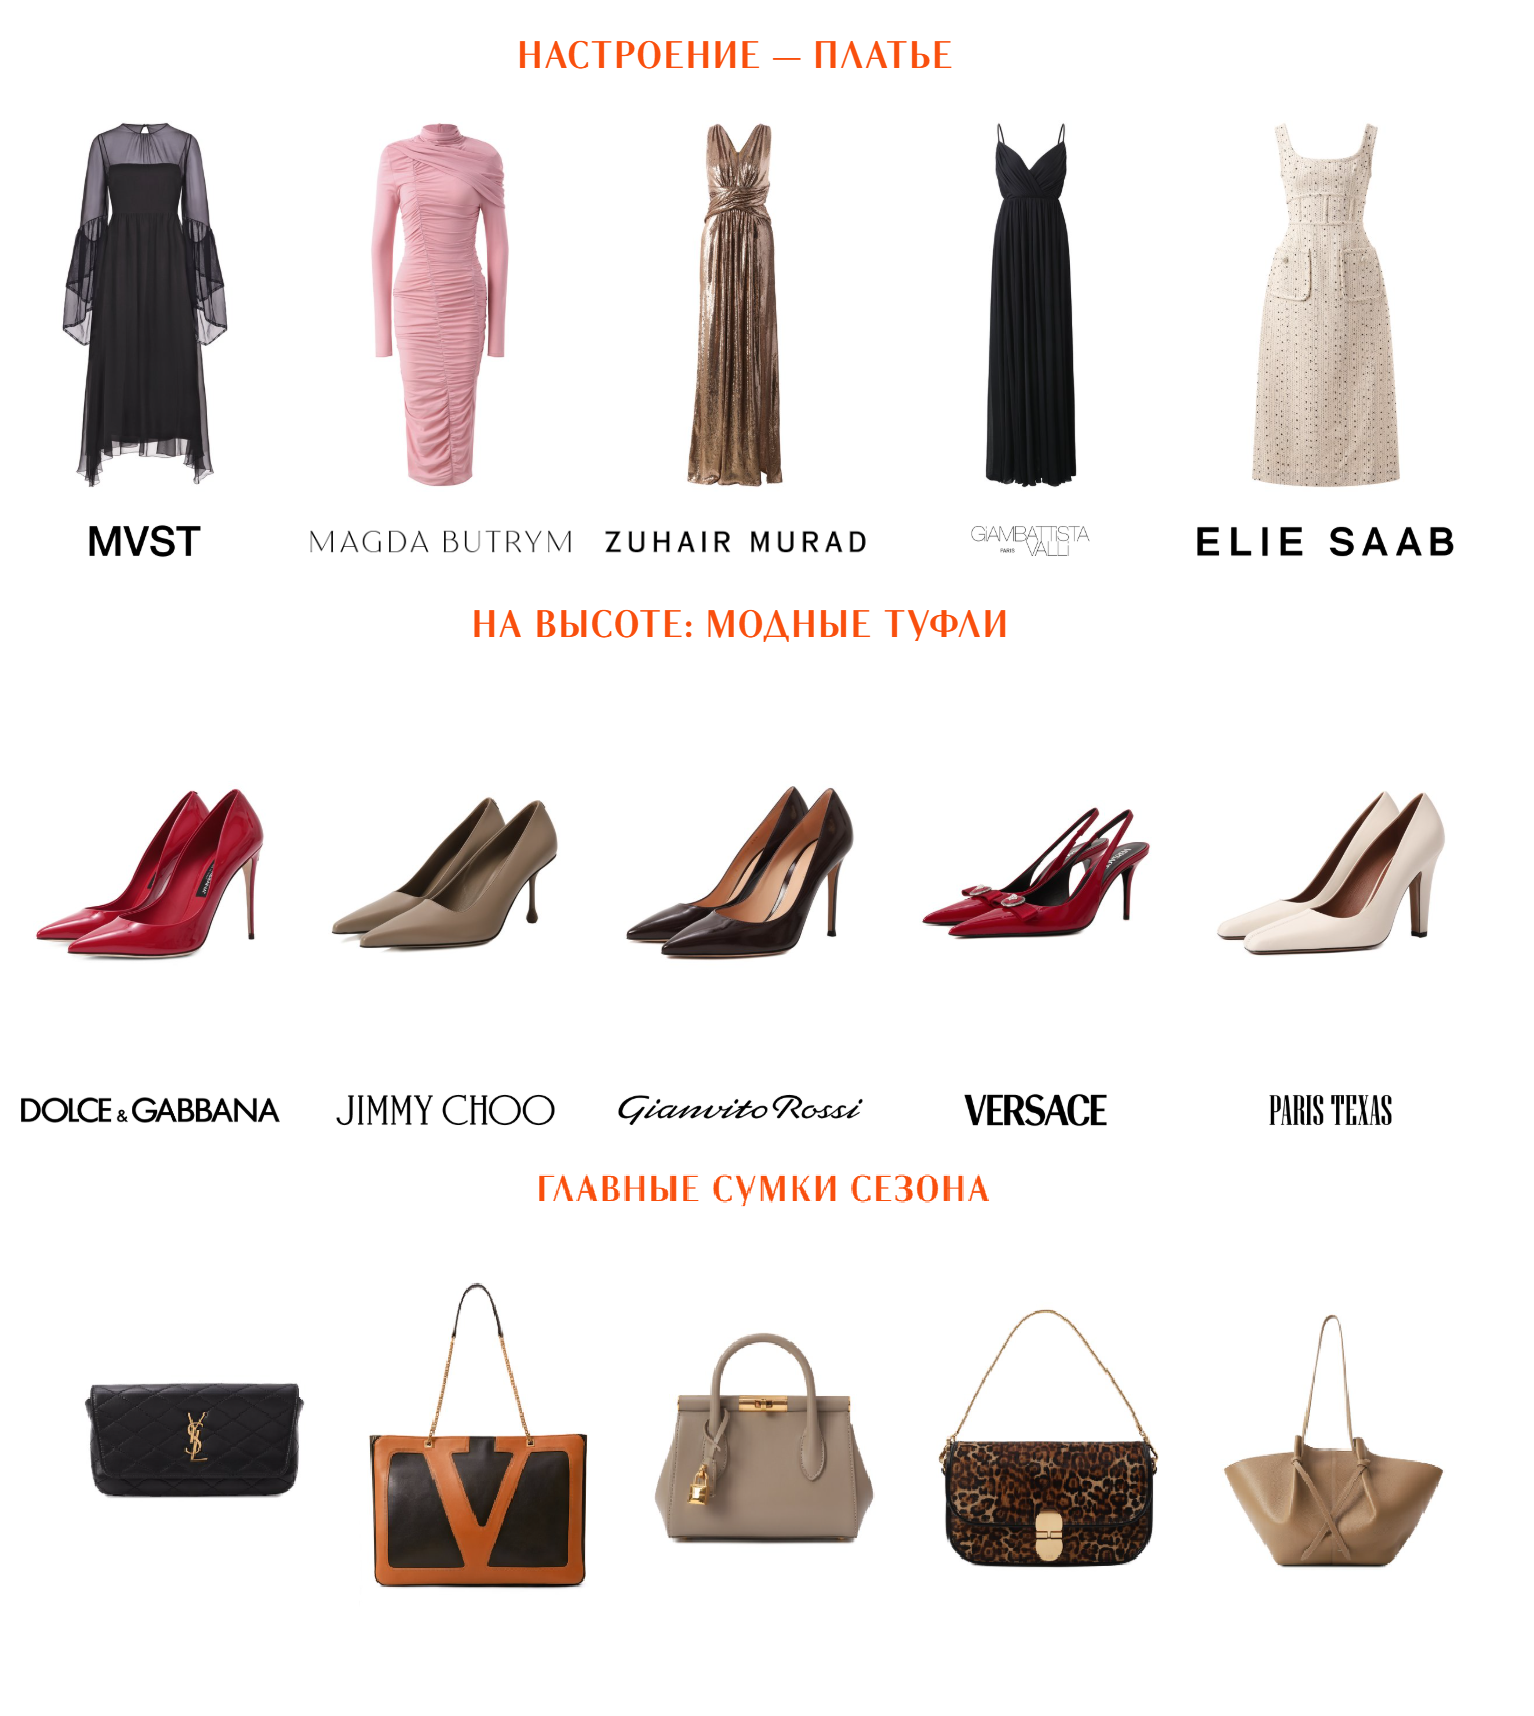 НАСТРОЕНИЕ — ПЛАТЬЕ
MVST
MAGDA BUTRYM
ZUHAIR MURAD
GIAMBATTISTA
PARIS VALLI
ELIE SAAB
НА ВЫСОТЕ: МОДНЫЕ ТУФЛИ
DOLCE & GABBANA
JIMMY CHOO
Gianvito Rossi
VERSACE
PARIS TEXAS
ГЛАВНЫЕ СУМКИ СЕЗОНА
YSL
V